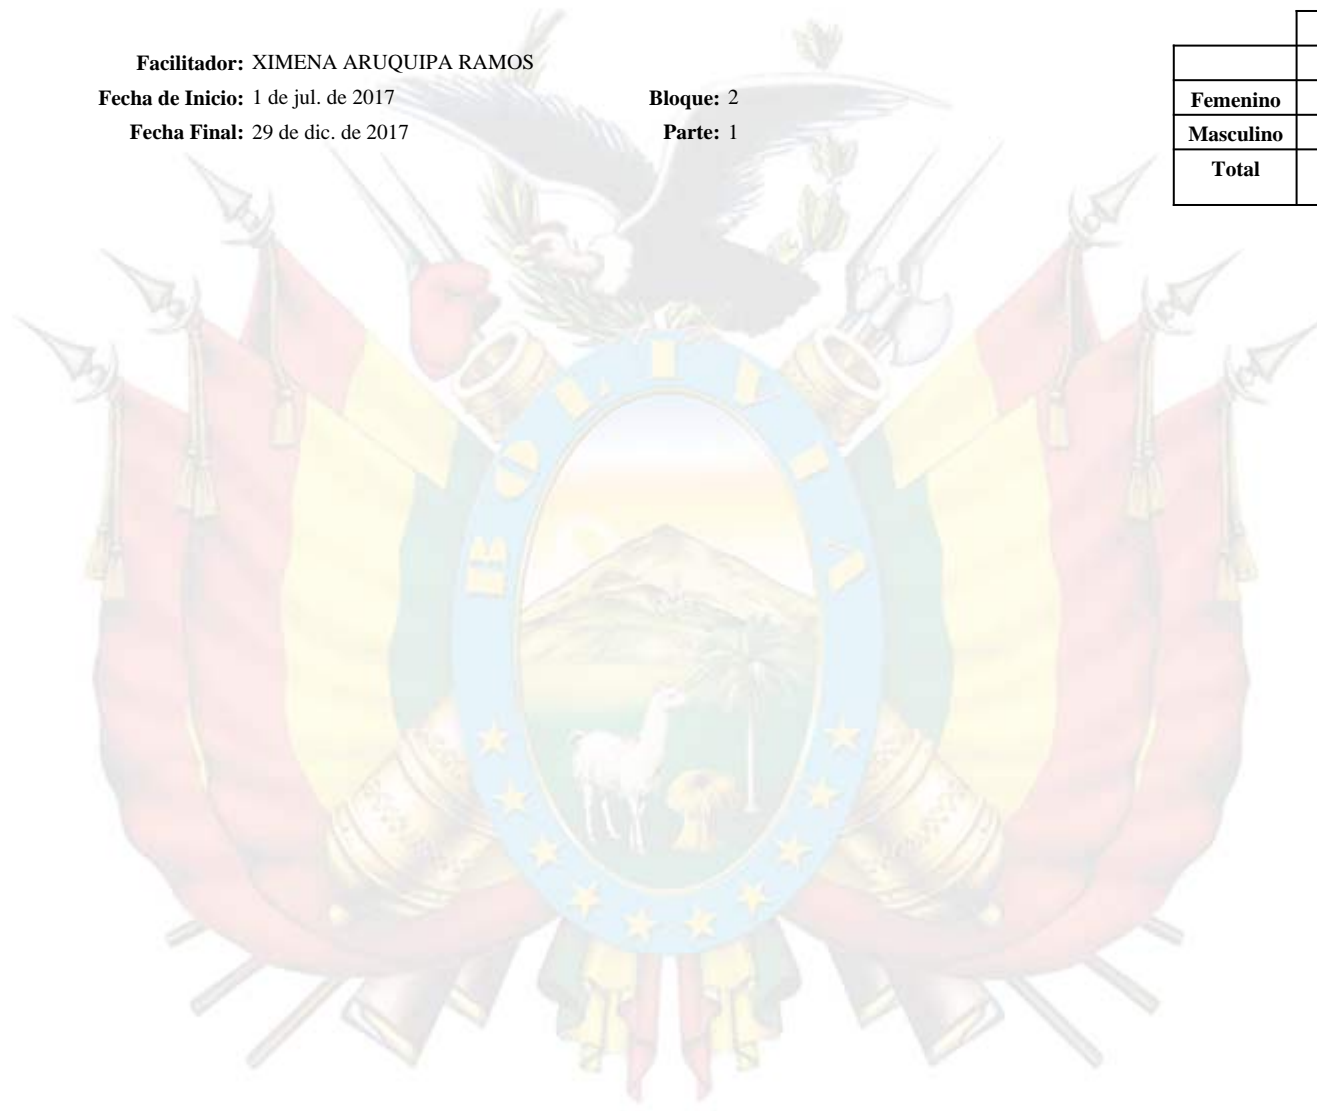 Facilitador: XIMENA ARUQUIPA RAMOS
Fecha de Inicio: 1 de jul. de 2017 Bloque: 2
Fecha Final: 29 de dic. de 2017 Parte: 1
Femenino
Masculino
Total
BOLIVIA